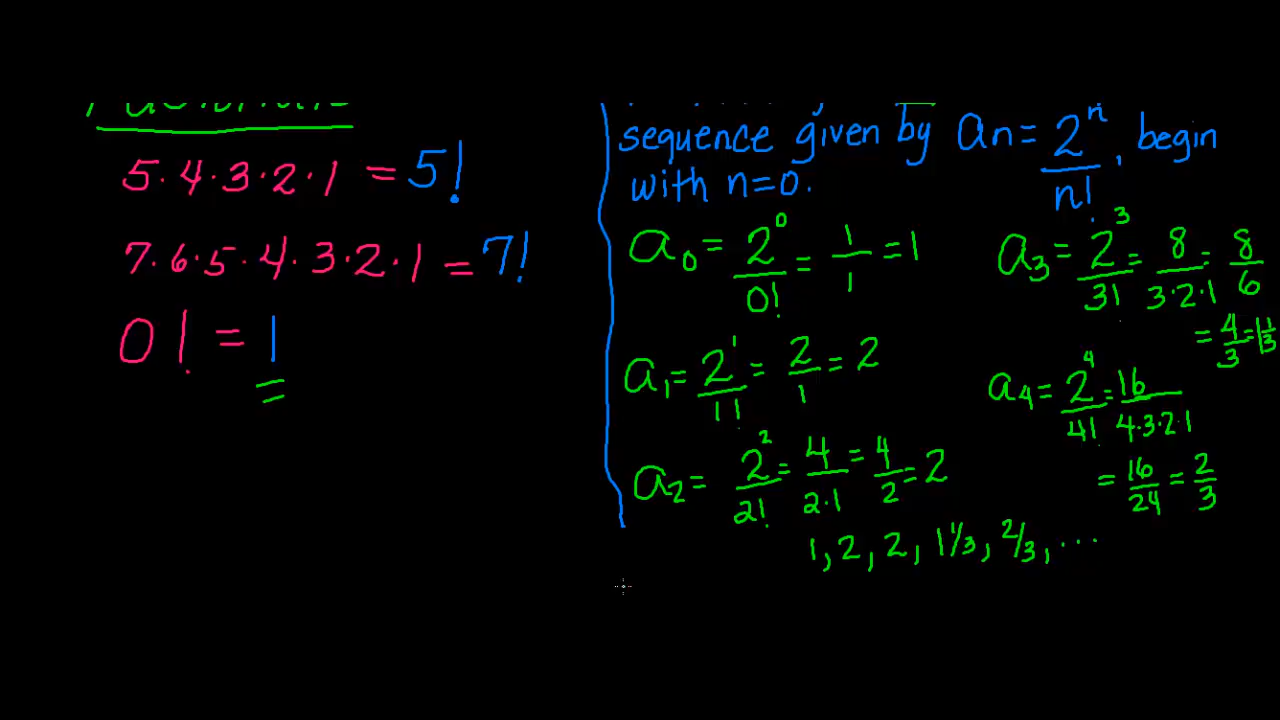 5·4·3·2·1 = 5!
7·6·5·4·3·2·1 = 7!
0! = 1
sequence given by an = 2^n/n!, begin
with n=0.
a0 = 2^0/0! = 1/1 = 1
a1 = 2^1/1! = 2/1 = 2
a2 = 2^2/2! = 4/2·1 = 4/2 = 2
a3 = 2^3/3! = 8/3·2·1 = 8/6
= 4/3 = 1 1/3
a4 = 2^4/4! = 16/4·3·2·1
= 16/24 = 2/3
1, 2, 2, 1 1/3, 2/3, ...